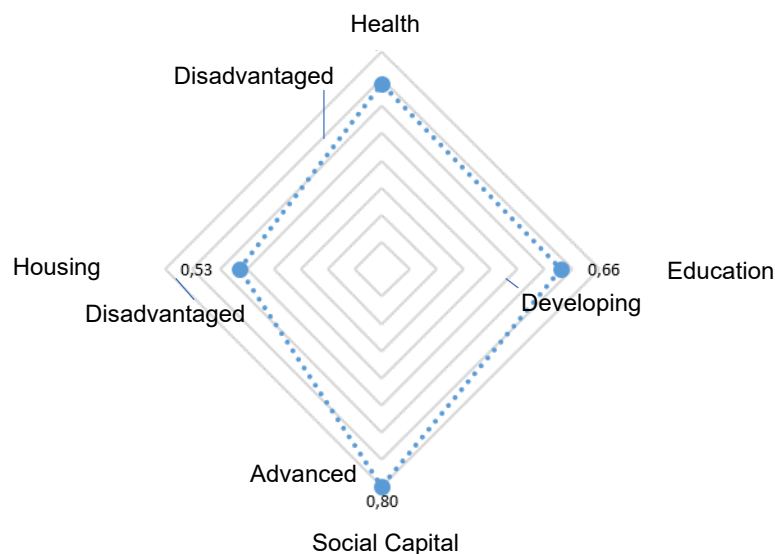 Health
Disadvantaged
Housing
0,53
0,66
Education
Disadvantaged
Developing
Advanced
0,80
Social Capital